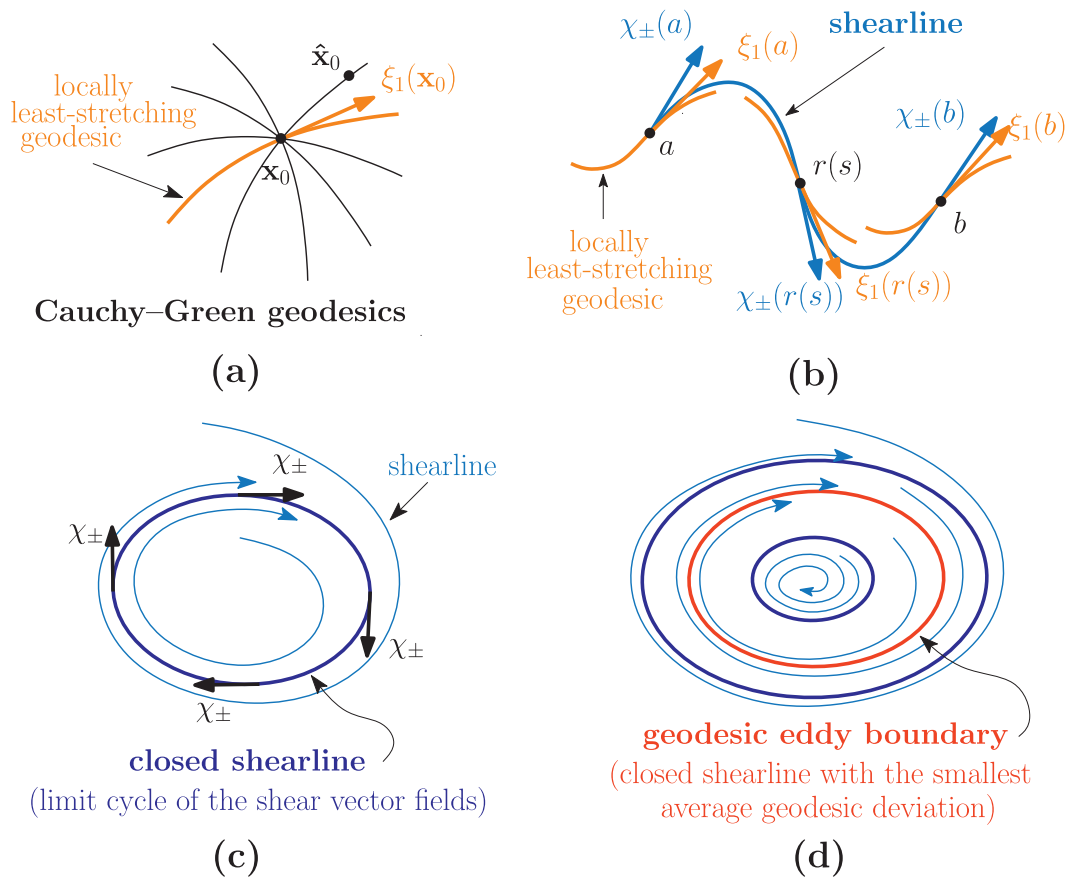 x̂₀
ξ₁(x₀)
locally
least-stretching
geodesic
x₀
Cauchy–Green geodesics
(a)
shearline
χ±(a)
ξ₁(a)
a
r(s)
χ±(b)
ξ₁(b)
b
locally
least-stretching
geodesic
χ±(r(s))
ξ₁(r(s))
(b)
χ±
shearline
χ±
χ±
χ±
closed shearline
(limit cycle of the shear vector fields)
(c)
geodesic eddy boundary
(closed shearline with the smallest
average geodesic deviation)
(d)